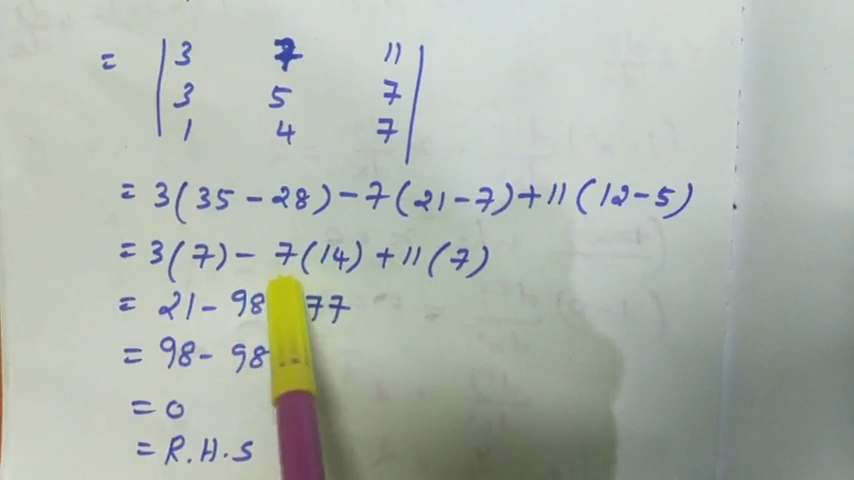 = | 3 7 11 |
| 3 5 7 |
| 1 4 7 |
= 3(35-28)-7(21-7)+11(12-5)
= 3(7)- 7(14)+11(7)
= 21-98 77
= 98-98
= 0
= R.H.S